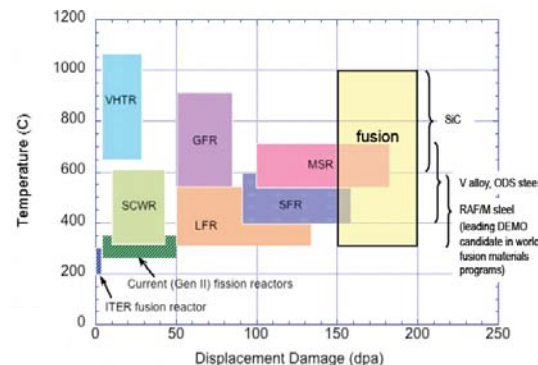 1200
1000
800
600
400
200
0
Temperature (C)
VHTR
GFR
fusion
MSR
SCWR
SFR
LFR
SiC
V alloy, ODS stee
RAF/M steel
(leading DEMO
candidate in world
fusion materials
programs)
Current (Gen II) fission reactors
ITER fusion reactor
0 50 100 150 200 250
Displacement Damage (dpa)